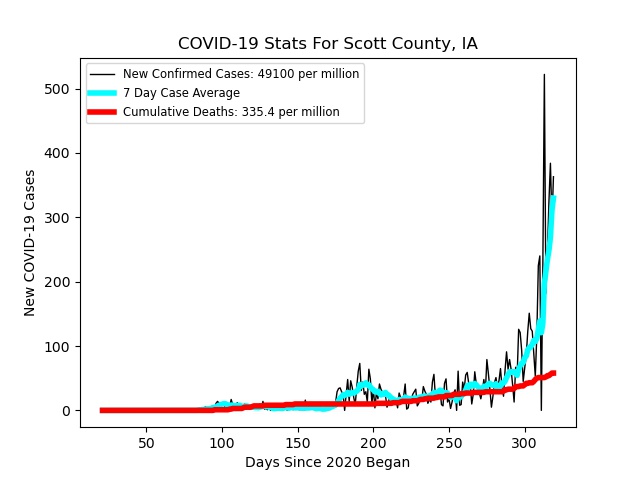 COVID-19 Stats For Scott County, IA
New Confirmed Cases: 49100 per million
7 Day Case Average
Cumulative Deaths: 335.4 per million
New COVID-19 Cases
500
400
300
200
100
0
50 100 150 200 250 300
Days Since 2020 Began